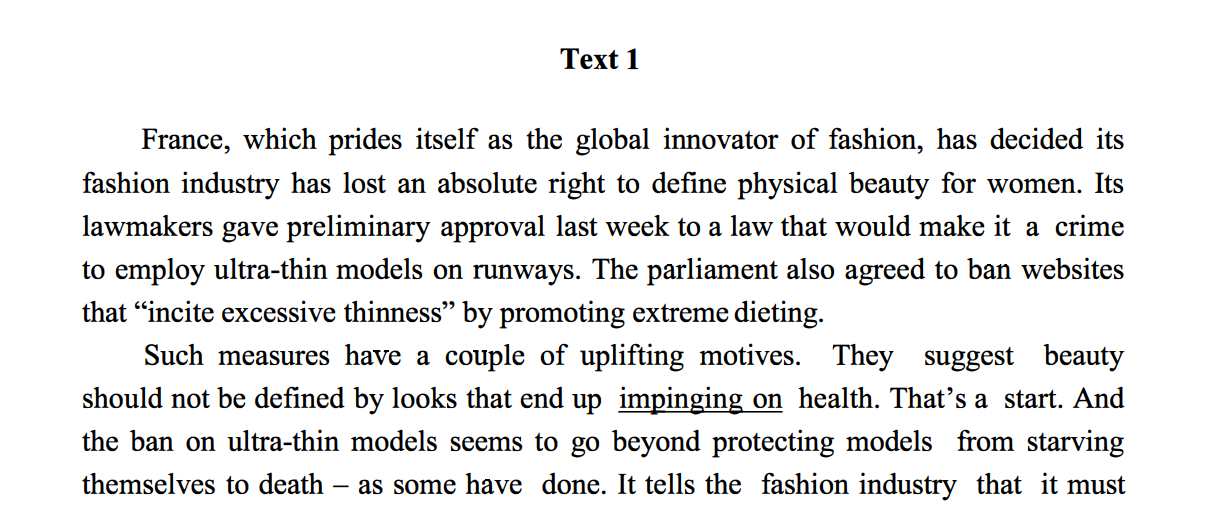 Text 1
France, which prides itself as the global innovator of fashion, has decided its
fashion industry has lost an absolute right to define physical beauty for women. Its
lawmakers gave preliminary approval last week to a law that would make it a crime
to employ ultra-thin models on runways. The parliament also agreed to ban websites
that “incite excessive thinness” by promoting extreme dieting.
Such measures have a couple of uplifting motives. They suggest beauty
should not be defined by looks that end up impinging on health. That’s a start. And
the ban on ultra-thin models seems to go beyond protecting models from starving
themselves to death – as some have done. It tells the fashion industry that it must